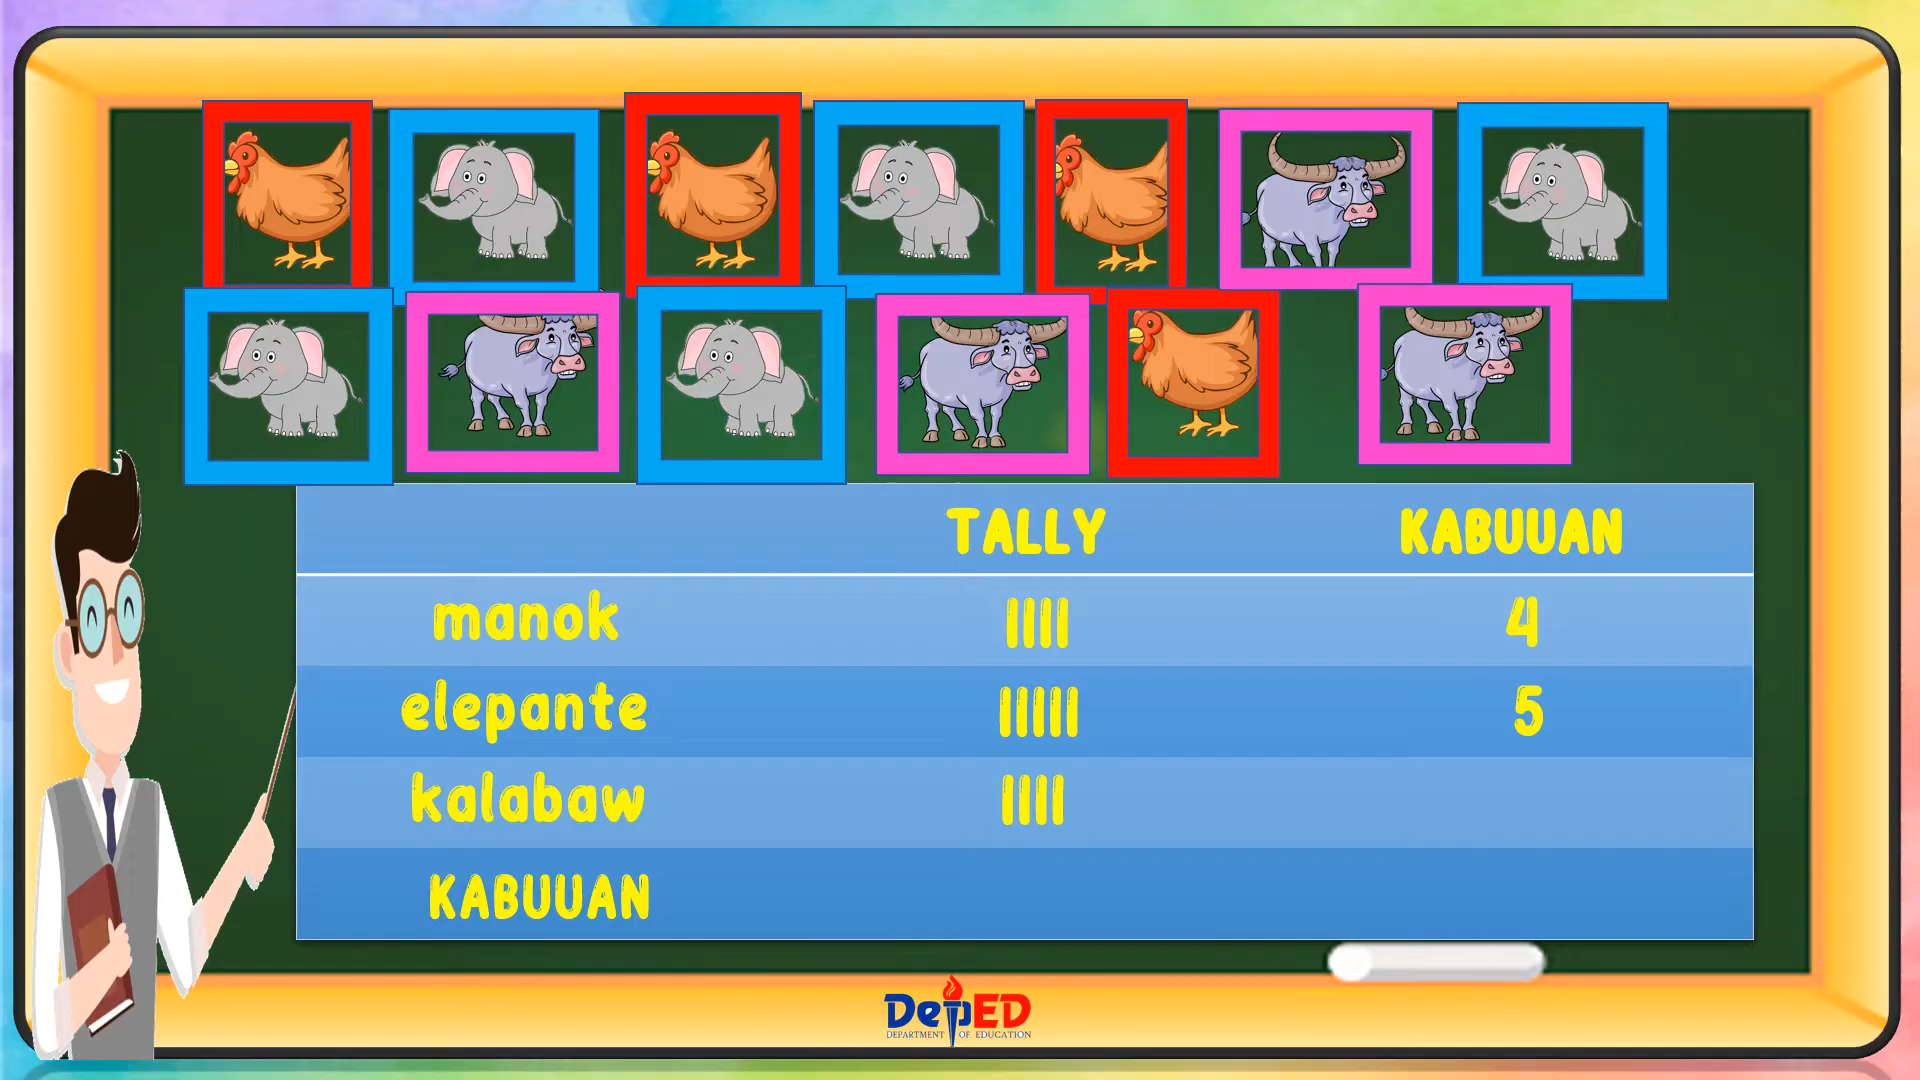 TALLY KABUUAN
manok IIII 4
elepante IIIII 5
kalabaw IIII
KABUUAN
DepED
DEPARTMENT OF EDUCATION